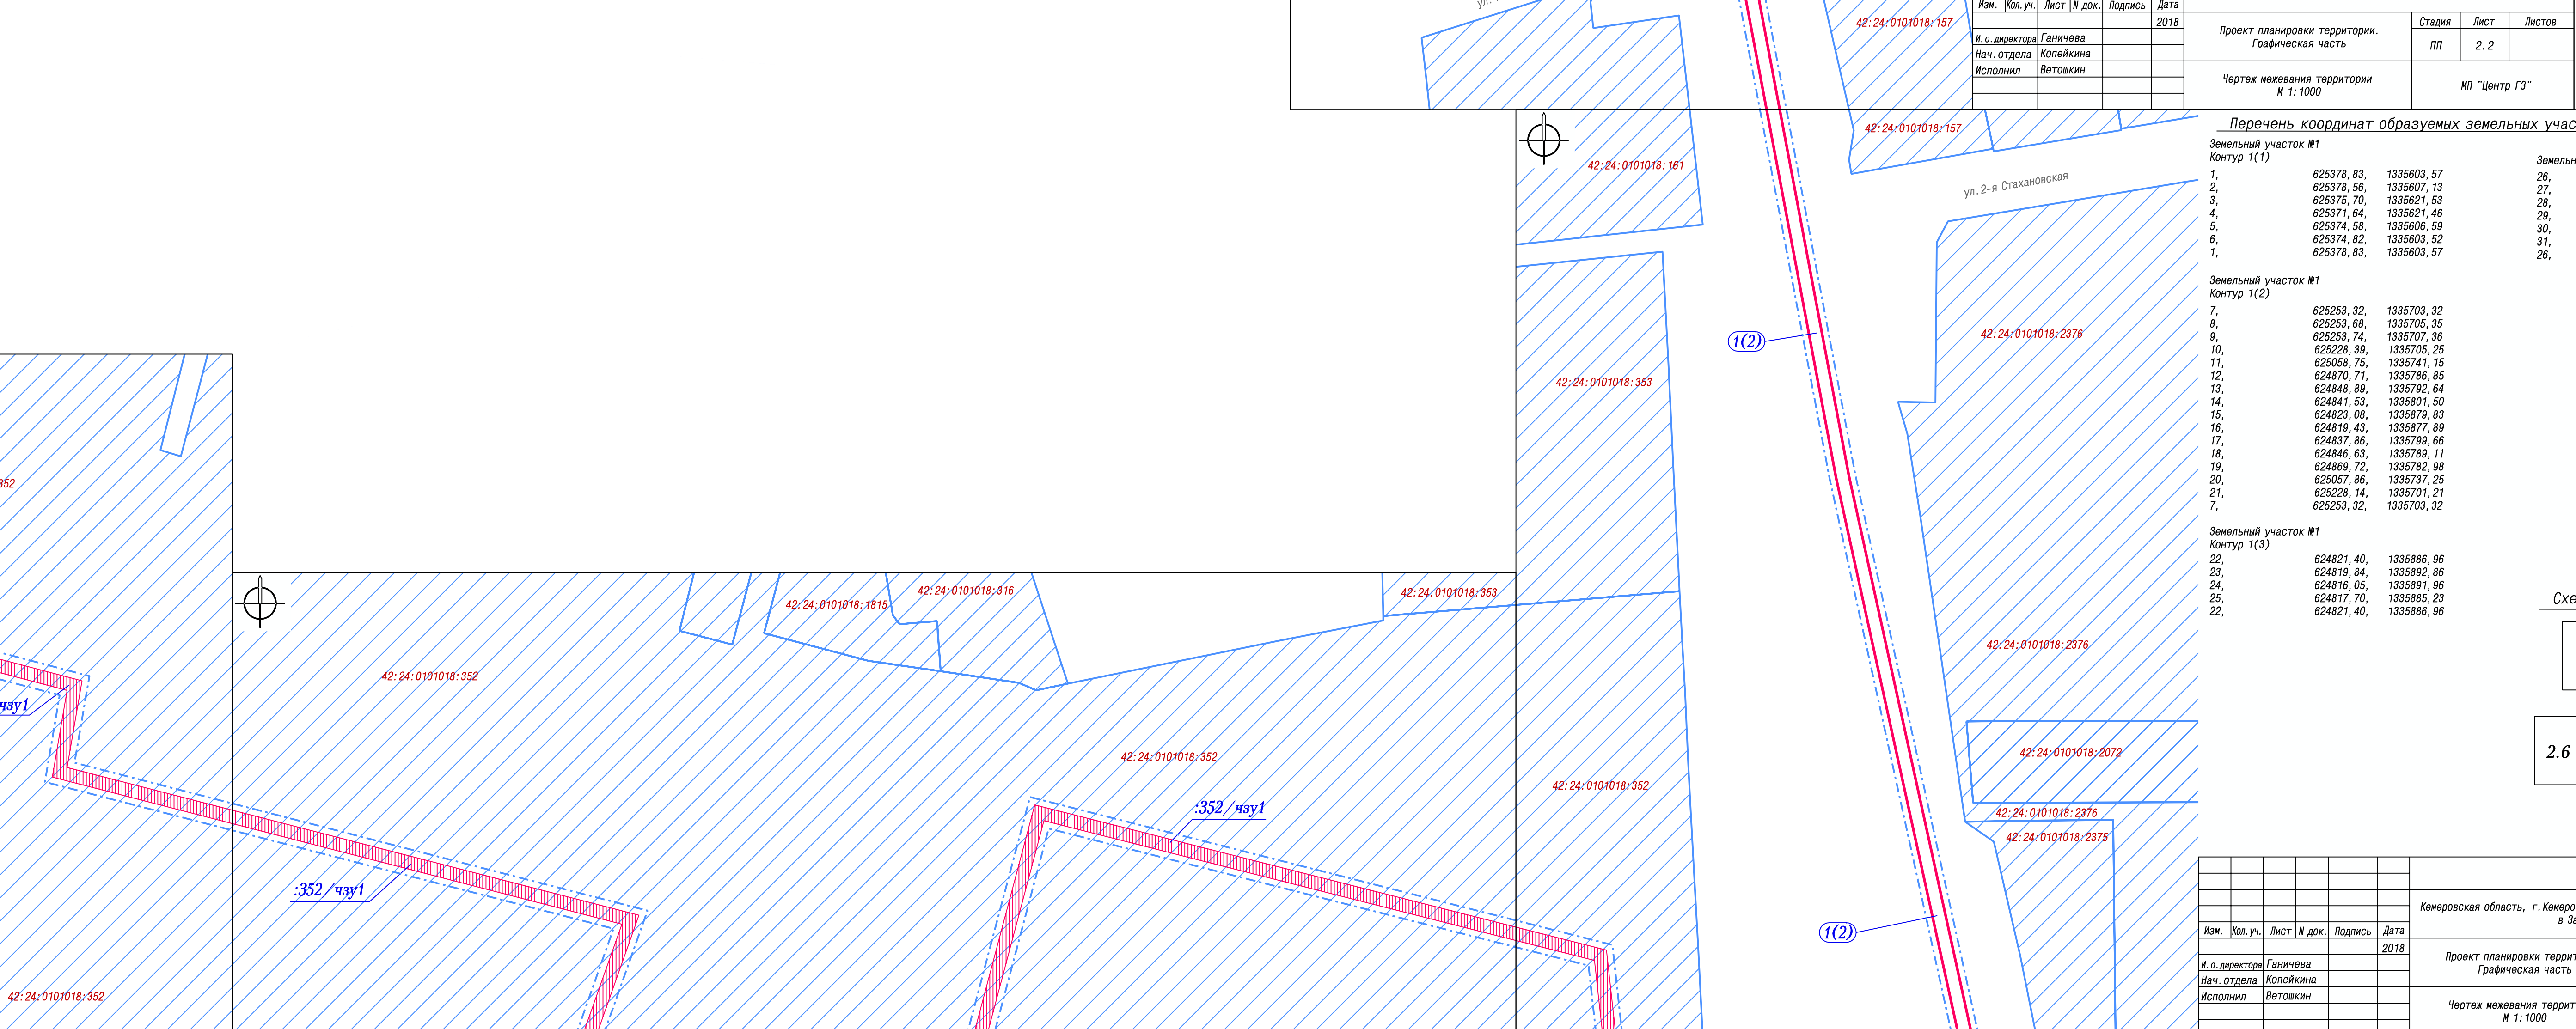 Изм. Кол.уч. Лист N док. Подпись Дата
2018
И.о.директора Ганичева
Нач.отдела Копейкина
Исполнил Ветошкин
Проект планировки территории.
Графическая часть
Стадия Лист Листов
ПП 2.2
Чертеж межевания территории
М 1:1000
МП "Центр ГЗ"
42:24:0101018:157
42:24:0101018:157
42:24:0101018:161
ул.2-я Стахановская
42:24:0101018:2376
1(2)
42:24:0101018:353
352
42:24:0101018:316
42:24:0101018:353
42:24:0101018:1815
42:24:0101018:2376
42:24:0101018:352
чзу1
42:24:0101018:352
42:24:0101018:2072
42:24:0101018:352
:352/чзу1
42:24:0101018:2376
42:24:0101018:2375
:352/чзу1
1(2)
42:24:0101018:352
Перечень координат образуемых земельных учас
Земельный участок №1
Контур 1(1)
1, 625378,83, 1335603,57
2, 625378,56, 1335607,13
3, 625375,70, 1335621,53
4, 625371,64, 1335621,46
5, 625374,58, 1335606,59
6, 625374,82, 1335603,52
1, 625378,83, 1335603,57
Земельный участок №1
Контур 1(2)
7, 625253,32, 1335703,32
8, 625253,68, 1335705,35
9, 625253,74, 1335707,36
10, 625228,39, 1335705,25
11, 625058,75, 1335741,15
12, 624870,71, 1335786,85
13, 624848,89, 1335792,64
14, 624841,53, 1335801,50
15, 624823,08, 1335879,83
16, 624819,43, 1335877,89
17, 624837,86, 1335799,66
18, 624846,63, 1335789,11
19, 624869,72, 1335782,98
20, 625057,86, 1335737,25
21, 625228,14, 1335701,21
7, 625253,32, 1335703,32
Земельный участок №1
Контур 1(3)
22, 624821,40, 1335886,96
23, 624819,84, 1335892,86
24, 624816,05, 1335891,96
25, 624817,70, 1335885,23
22, 624821,40, 1335886,96
Земельн
26,
27,
28,
29,
30,
31,
26,
Схе
2.6
Кемеровская область, г.Кемеро
в За
Изм. Кол.уч. Лист N док. Подпись Дата
2018
И.о.директора Ганичева
Нач.отдела Копейкина
Исполнил Ветошкин
Проект планировки террит
Графическая часть
Чертеж межевания террит
М 1:1000